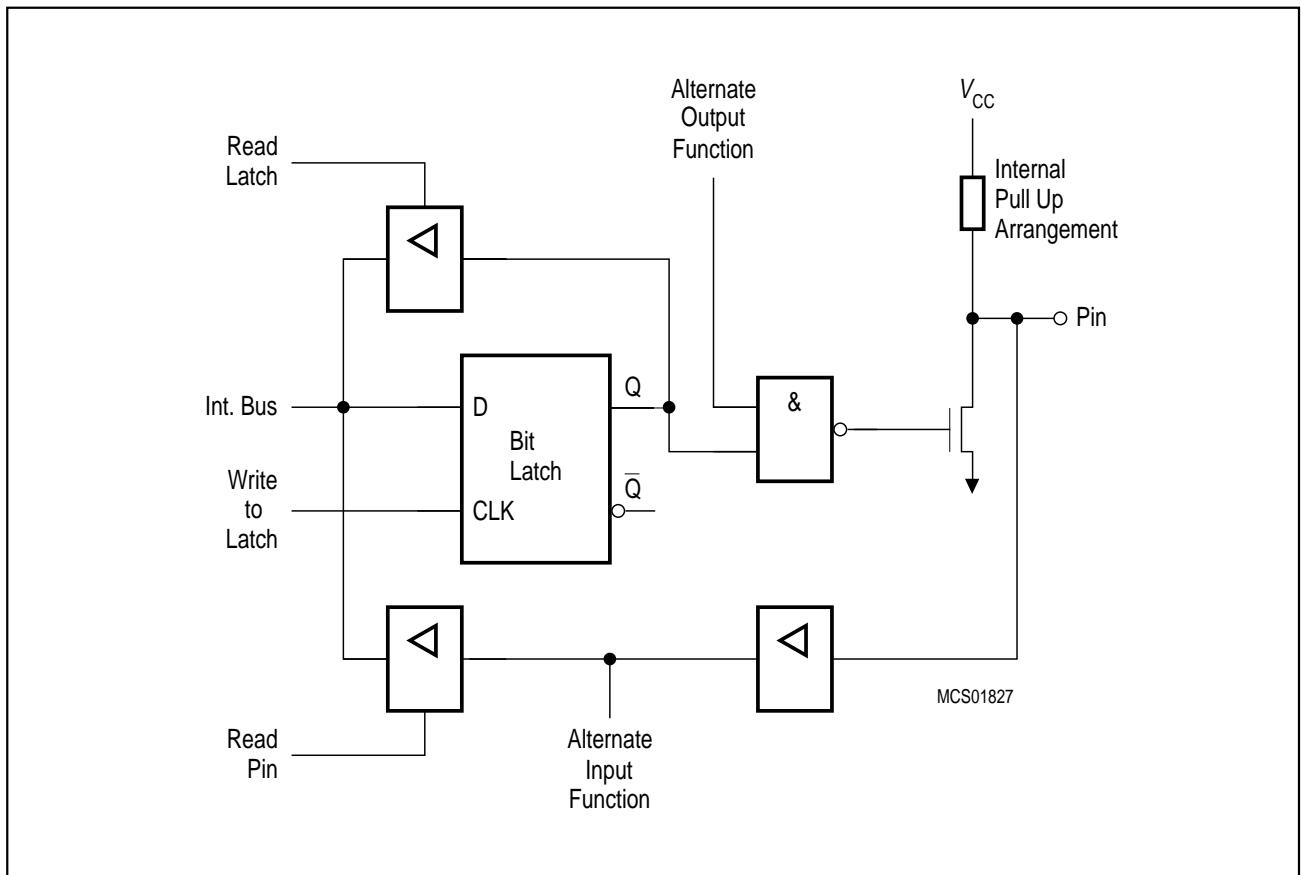 Alternate
Output
Function
V CC
Read
Latch
Internal
Pull Up
Arrangement
Pin
Int. Bus
D
Q
&
Bit
Latch
Write
to
Latch
CLK
Q̅
MCS01827
Read
Pin
Alternate
Input
Function